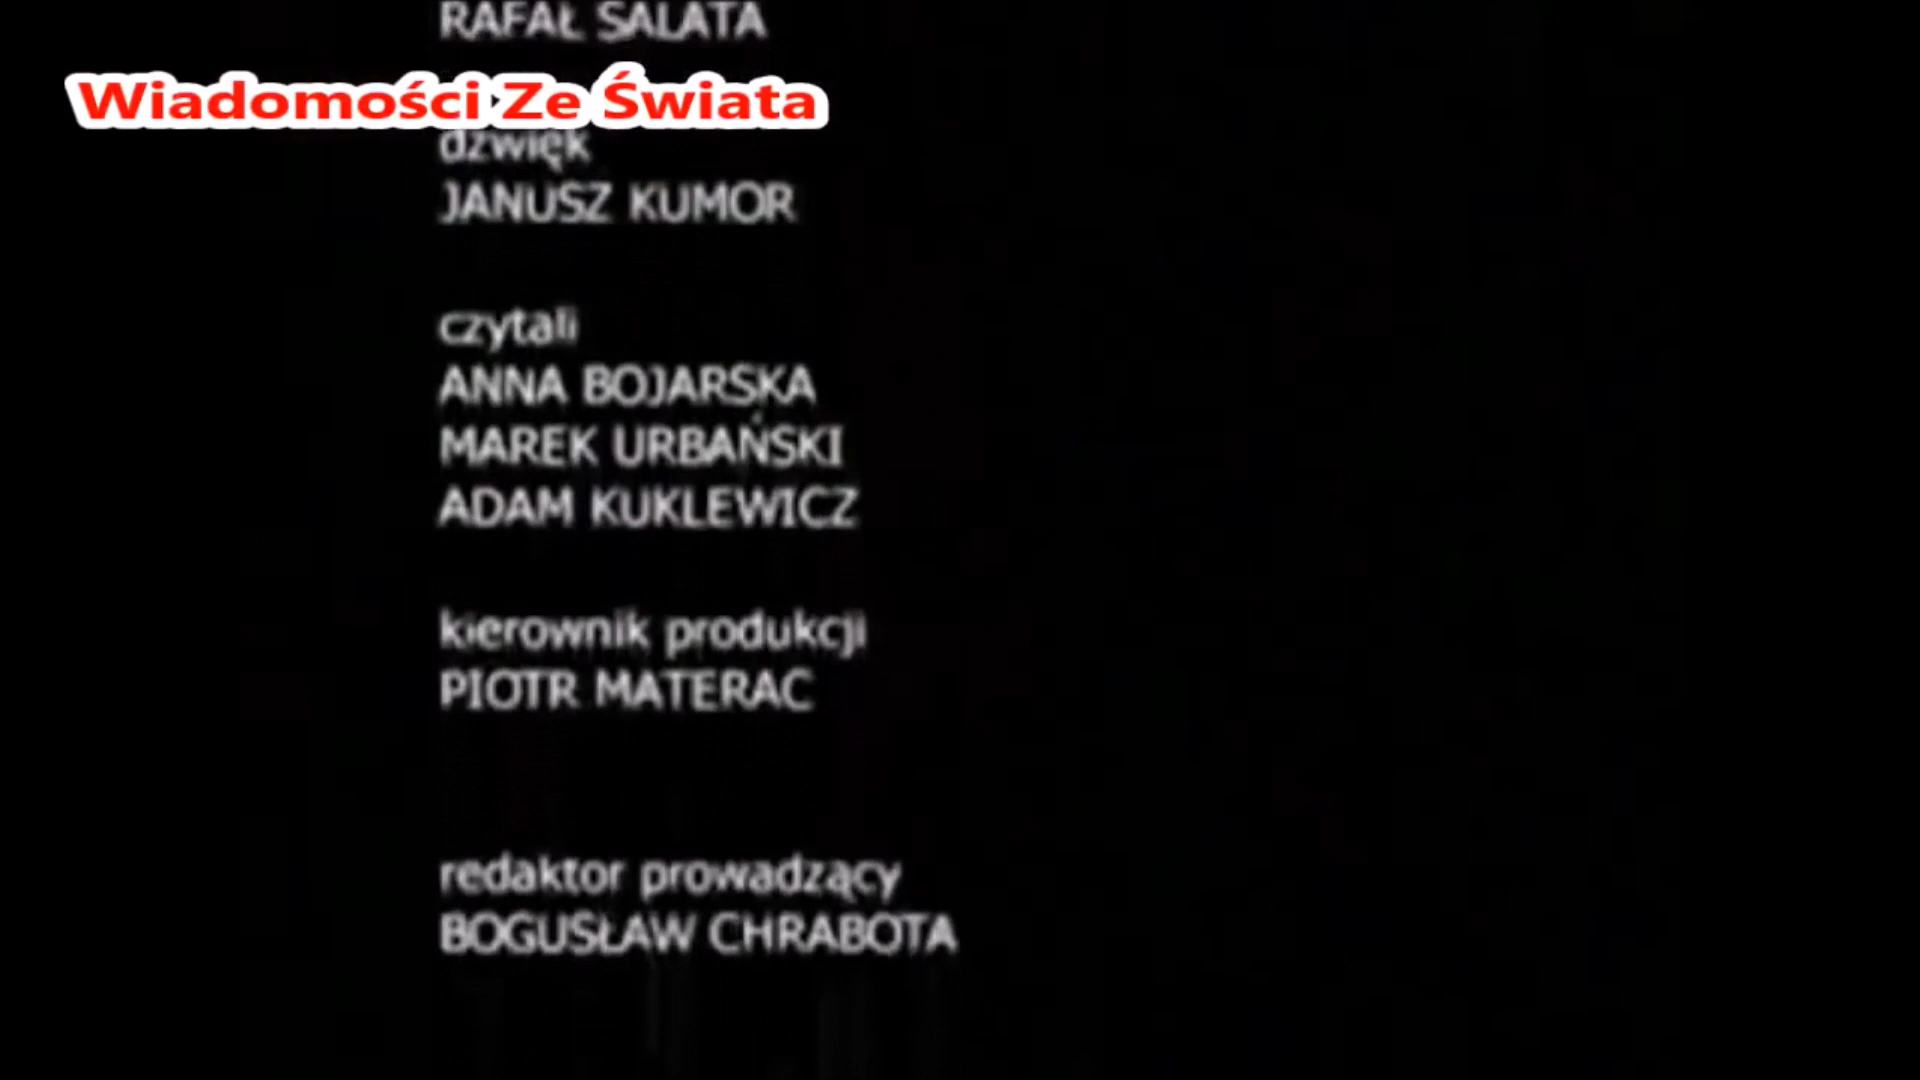 RAFAŁ SALATA
Wiadomości Ze Świata
dźwięk
JANUSZ KUMOR
czytali
ANNA BOJARSKA
MAREK URBAŃSKI
ADAM KUKLEWICZ
kierownik produkcji
PIOTR MATERAC
redaktor prowadzący
BOGUSŁAW CHRABOTA